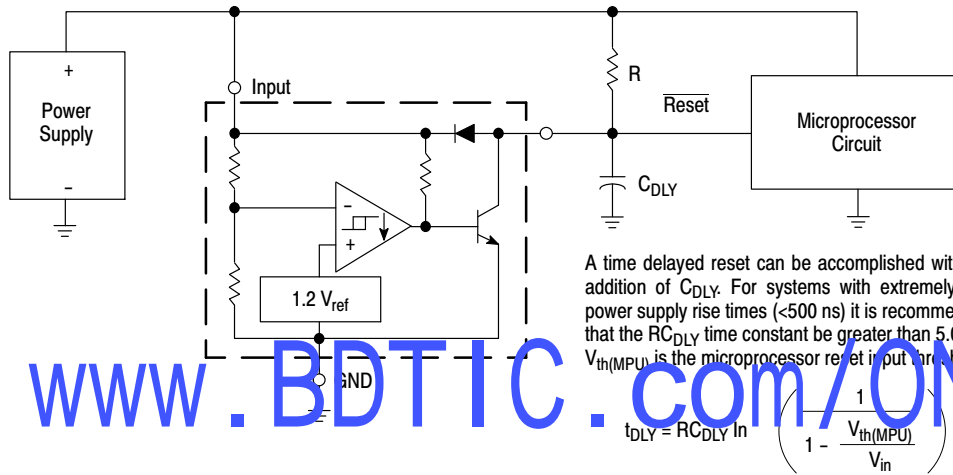 +
Input
Power
Supply
-
R
Reset
Microprocessor
Circuit
CDLY
-
+
1.2 Vref
GND
A time delayed reset can be accomplished wit
addition of CDLY. For systems with extremely
power supply rise times (<500 ns) it is recomme
that the RCDLY time constant be greater than 5.0
Vth(MPU) is the microprocessor reset input thresh
www.BDTIC.com/ON
tDLY = RCDLY In
1
1 - Vth(MPU)
Vin